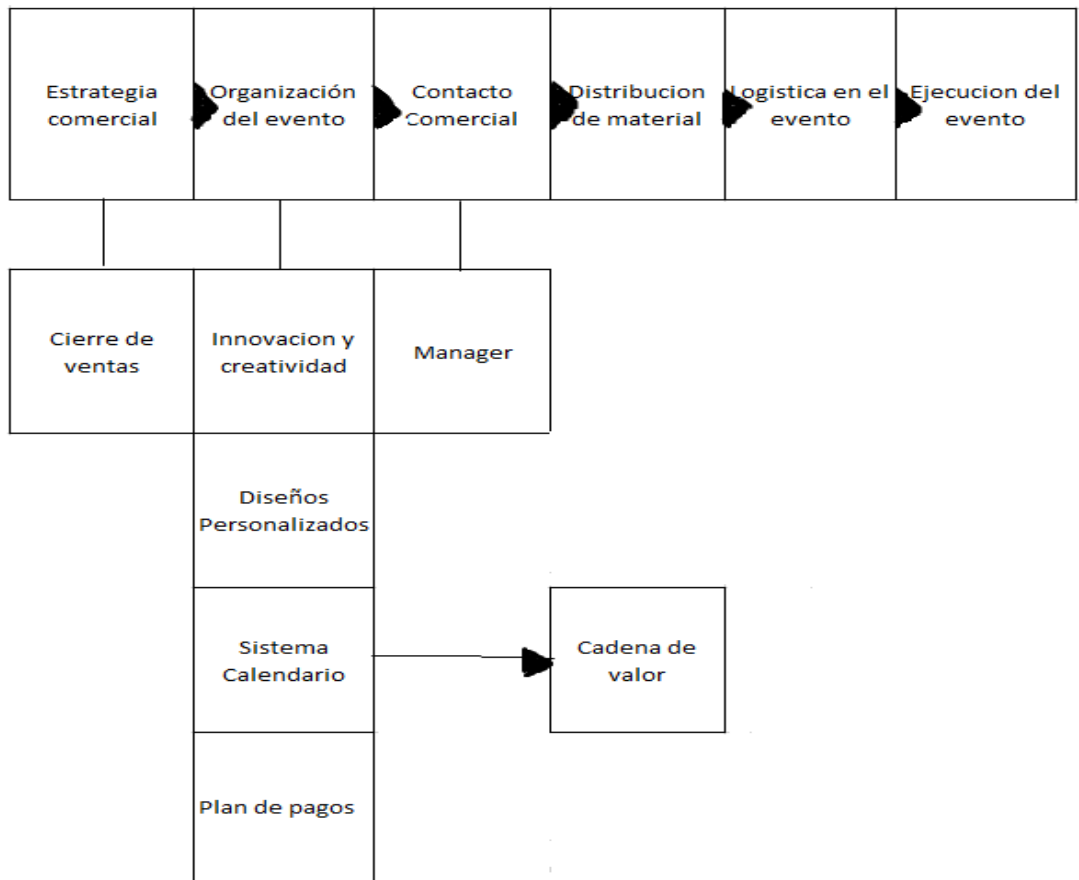 Estrategia
comercial
Organización
del evento
Contacto
Comercial
Distribucion
de material
Logistica en el
evento
Ejecucion del
evento
Cierre de
ventas
Innovacion y
creatividad
Manager
Diseños
Personalizados
Sistema
Calendario
Cadena de
valor
Plan de pagos